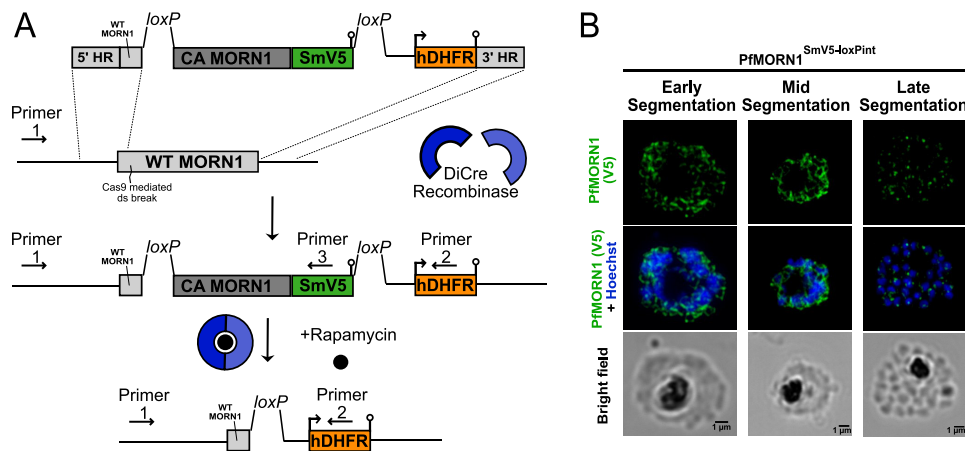 A
loxP
loxP
WT
MORN1
5' HR
CA MORN1
SmV5
hDHFR
3' HR
Primer
1
WT MORN1
Cas9 mediated
ds break
DiCre
Recombinase
Primer
1
WT
MORN1
loxP
CA MORN1
Primer
3
SmV5
loxP
Primer
2
hDHFR
+Rapamycin
Primer
1
WT
MORN1
loxP
Primer
2
hDHFR
B
PfMORN1SmV5-loxPint
Early
Segmentation
Mid
Segmentation
Late
Segmentation
PfMORN1
(V5)
PfMORN1 (V5)
+ Hoechst
Bright field
1 µm
1 µm
1 µm